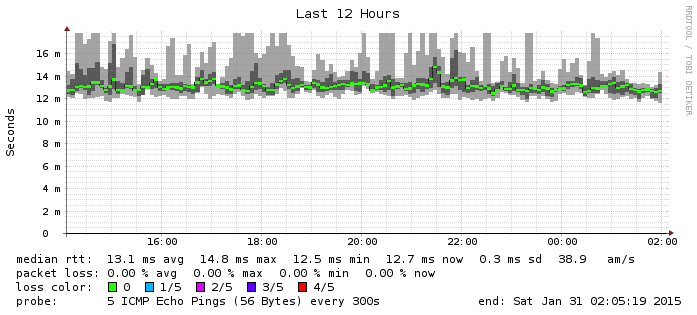 Last 12 Hours
RRDTOOL / TOBI OETIKER
Seconds
16 m
14 m
12 m
10 m
8 m
6 m
4 m
2 m
0
16:00 18:00 20:00 22:00 00:00 02:00
median rtt: 13.1 ms avg 14.8 ms max 12.5 ms min 12.7 ms now 0.3 ms sd 38.9 am/s
packet loss: 0.00 % avg 0.00 % max 0.00 % min 0.00 % now
loss color: 0 1/5 2/5 3/5 4/5
probe: 5 ICMP Echo Pings (56 Bytes) every 300s end: Sat Jan 31 02:05:19 2015